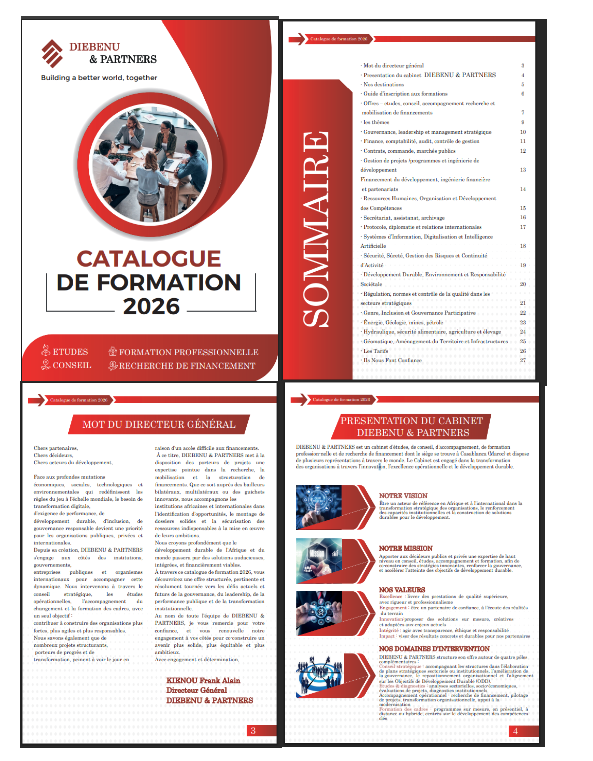 DIEBENU
& PARTNERS
Building a better world, together
CATALOGUE
DE FORMATION
2026
ETUDES
FORMATION PROFESSIONNELLE
CONSEIL
RECHERCHE DE FINANCEMENT
Catalogue de formation 2026
SOMMAIRE
· Mot du directeur général 3
· Presentation du cabinet DIEBENU & PARTNERS 4
· Nos destinations 5
· Guide d'inscription aux formations 6
· Offres : études, conseil, accompagnement recherche et
mobilisation de financements 7
· les thèmes 9
· Gouvernance, leadership et management stratégique 10
· Finance, comptabilité, audit, contrôle de gestion 11
· Contrats, commande, marchés publics 12
· Gestion de projets /programmes et ingénierie de
développement 13
Financement du développement, ingénierie financière
et partenariats 14
· Ressources Humaines, Organisation et Développement
des Compétences 15
· Secrétariat, assistanat, archivage 16
· Protocole, diplomatie et relations internationales 17
· Systèmes d'Information, Digitalisation et Intelligence
Artificielle 18
· Sécurité, Sûreté, Gestion des Risques et Continuité
d'Activité 19
· Développement Durable, Environnement et Responsabilité
Sociétale 20
· Régulation, normes et contrôle de la qualité dans les
secteurs stratégiques 21
· Genre, Inclusion et Gouvernance Participative 22
· Énergie, Géologie, mines, pétrole 23
· Hydraulique, sécurité alimentaire, agriculture et élevage 24
· Géomatique, Aménagement du Territoire et Infrastructures 25
· Les Tarifs 26
· Ils Nous Font Confiance 27
Catalogue de formation 2026
MOT DU DIRECTEUR GÉNÉRAL
Chers partenaires,
Chers décideurs,
Chers acteurs du développement,
Face aux profondes mutations
économiques, sociales, technologiques et
environnementales qui redéfinissent les
règles du jeu à l'échelle mondiale, le besoin de
transformation digitale,
d'exigence de performance, de
développement durable, d'inclusion, de
gouvernance responsable devient une priorité
pour les organisations publiques, privées et
internationales.
Depuis sa création, DIEBENU & PARTNERS
s'engage aux côtés des institutions,
gouvernements,
entreprises publiques et organismes
internationaux pour accompagner cette
dynamique. Nous intervenons à travers le
conseil stratégique, les études
opérationnelles, l'accompagnement du
changement et la formation des cadres, avec
un seul objectif :
contribuer à construire des organisations plus
fortes, plus agiles et plus responsables.
Nous savons également que de
nombreux projets structurants,
porteurs de progrès et de
transformation, peinent à voir le jour en
raison d'un accès difficile aux financements.
À ce titre, DIEBENU & PARTNERS met à la
disposition des porteurs de projets une
expertise pointue dans la recherche, la
mobilisation et la structuration de
financements. Que ce soit auprès des bailleurs
bilatéraux, multilatéraux ou des guichets
innovants, nous accompagnons les
institutions africaines et internationales dans
l'identification d'opportunités, le montage de
dossiers solides et la sécurisation des
ressources indispensables à la mise en œuvre
de leurs ambitions.
Nous croyons profondément que le
développement durable de l'Afrique et du
monde passera par des solutions audacieuses,
intégrées, et financièrement viables.
À travers ce catalogue de formation 2026, vous
découvrirez une offre structurée, pertinente et
résolument tournée vers les défis actuels et
futurs de la gouvernance, du leadership, de la
performance publique et de la transformation
institutionnelle.
Au nom de toute l'équipe de DIEBENU &
PARTNERS, je vous remercie pour votre
confiance, et vous renouvelle notre
engagement à vos côtés pour co-construire un
avenir plus solide, plus équitable et plus
ambitieux.
Avec engagement et détermination.
KIENOU Frank Alain
Directeur Général
DIEBENU & PARTNERS
3
Catalogue de formation 2026
PRESENTATION DU CABINET
DIEBENU & PARTNERS
DIEBENU & PARTNERS est un cabinet d'études, de conseil, d'accompagnement, de formation
professionnelle et de recherche de financement dont le siège se trouve à Casablanca (Maroc) et dispose
de plusieurs représentations à travers le monde. Le Cabinet est engagé dans la transformation
des organisations à travers l'innovation, l'excellence opérationnelle et le développement durable.
NOTRE VISION
Être un acteur de référence en Afrique et à l'international dans la
transformation stratégique des organisations, le renforcement
des capacités institutionnelles et la construction de solutions
durables pour le développement.
NOTRE MISSION
Apporter aux décideurs publics et privés une expertise de haut
niveau en conseil, études, accompagnement et formation, afin de
co-construire des stratégies innovantes, renforcer la gouvernance,
et accélérer l'atteinte des objectifs de développement durable.
NOS VALEURS
Excellence : livrer des prestations de qualité supérieure,
avec rigueur et professionnalisme
Engagement : être un partenaire de confiance, à l'écoute des réalités
du terrain
Innovation: proposer des solutions sur mesure, créatives
et adaptées aux enjeux actuels.
Intégrité : agir avec transparence, éthique et responsabilité
Impact : viser des résultats concrets et durables pour nos partenaires
NOS DOMAINES D'INTERVENTION
DIEBENU & PARTNERS structure son offre autour de quatre pôles
complémentaires :
Conseil stratégique : accompagnement les structures dans l'élaboration
de plans stratégiques institutionnels, sectoriels, l'amélioration de
la gouvernance, le repositionnement organisationnel et l'alignement
sur les Objectifs de Développement Durable (ODD).
Études & diagnostics : analyses sectorielles, socio-économiques,
évaluations de projets, diagnostics institutionnels
Accompagnement opérationnel : recherche de financement, pilotage
de projets, transformation organisationnelle, appui à la
modernisation
Formation des cadres : programmes sur mesure, en présentiel, à
distance ou hybride, centrés sur le développement des compétences
clés
4